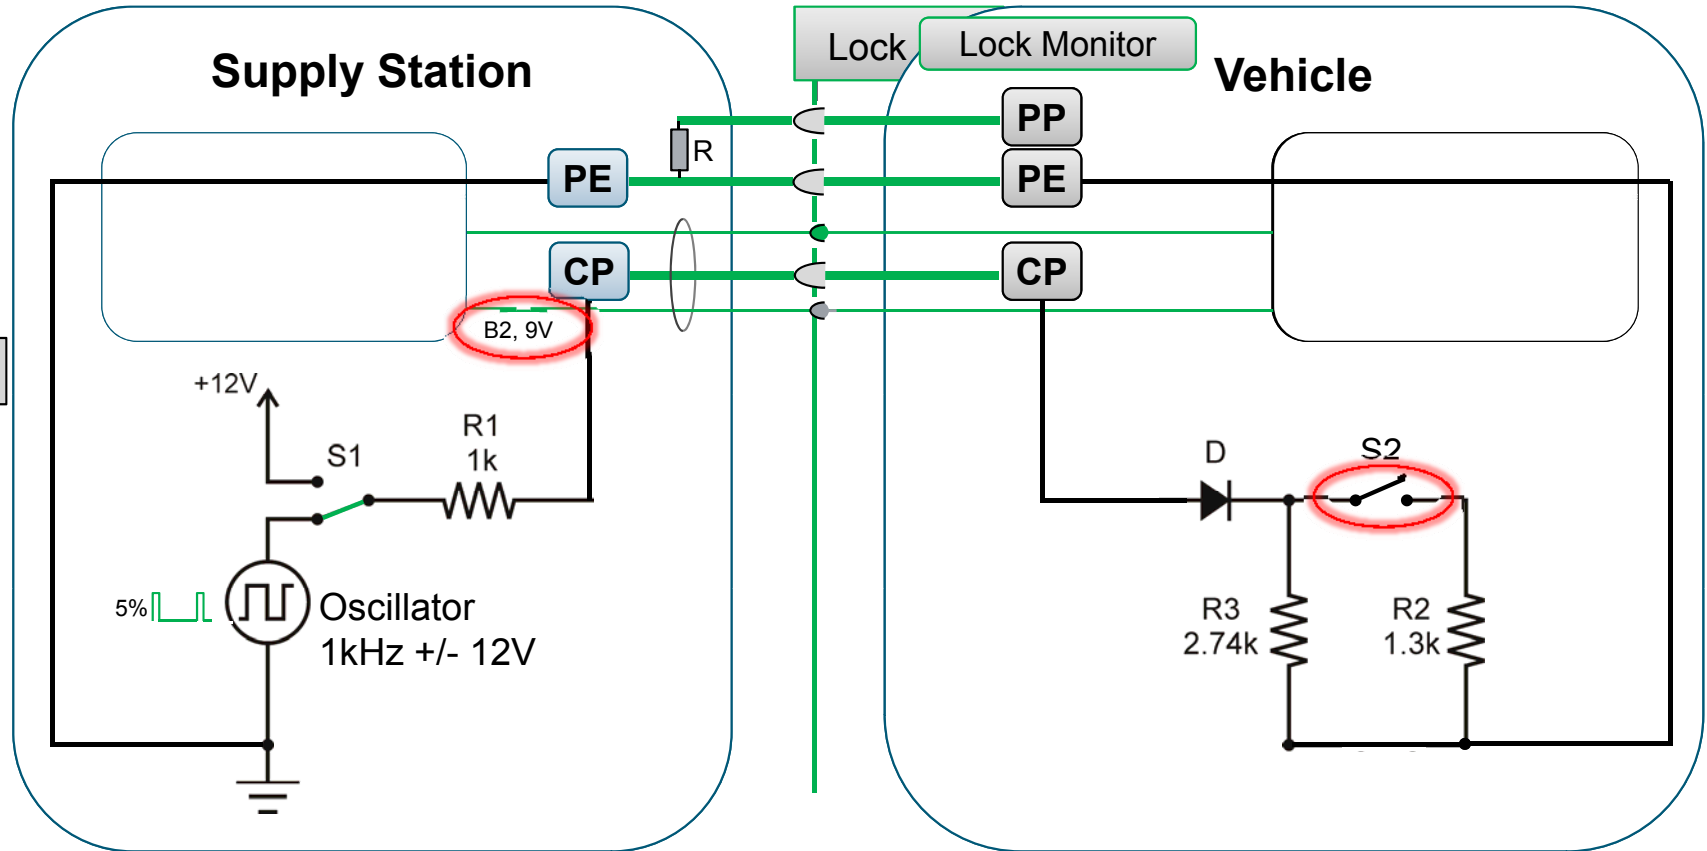 Supply Station
Lock
Lock Monitor
Vehicle
PP
R
PE
PE
CP
CP
B2, 9V
+12V
S1
R1
1k
D
S2
5%
Oscillator
1kHz +/- 12V
R3
2.74k
R2
1.3k